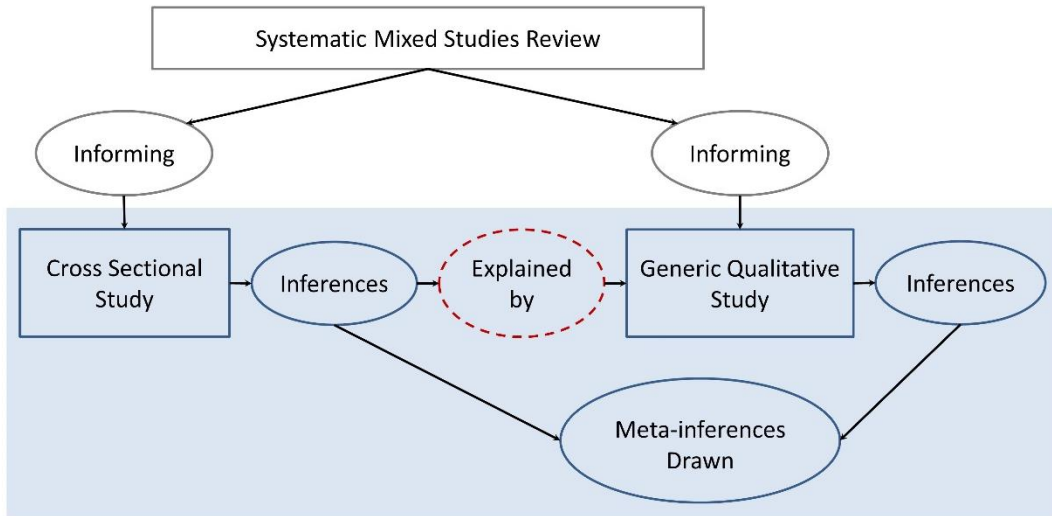 Systematic Mixed Studies Review
Informing
Informing
Cross Sectional
Study
Inferences
Explained
by
Generic Qualitative
Study
Inferences
Meta-inferences
Drawn